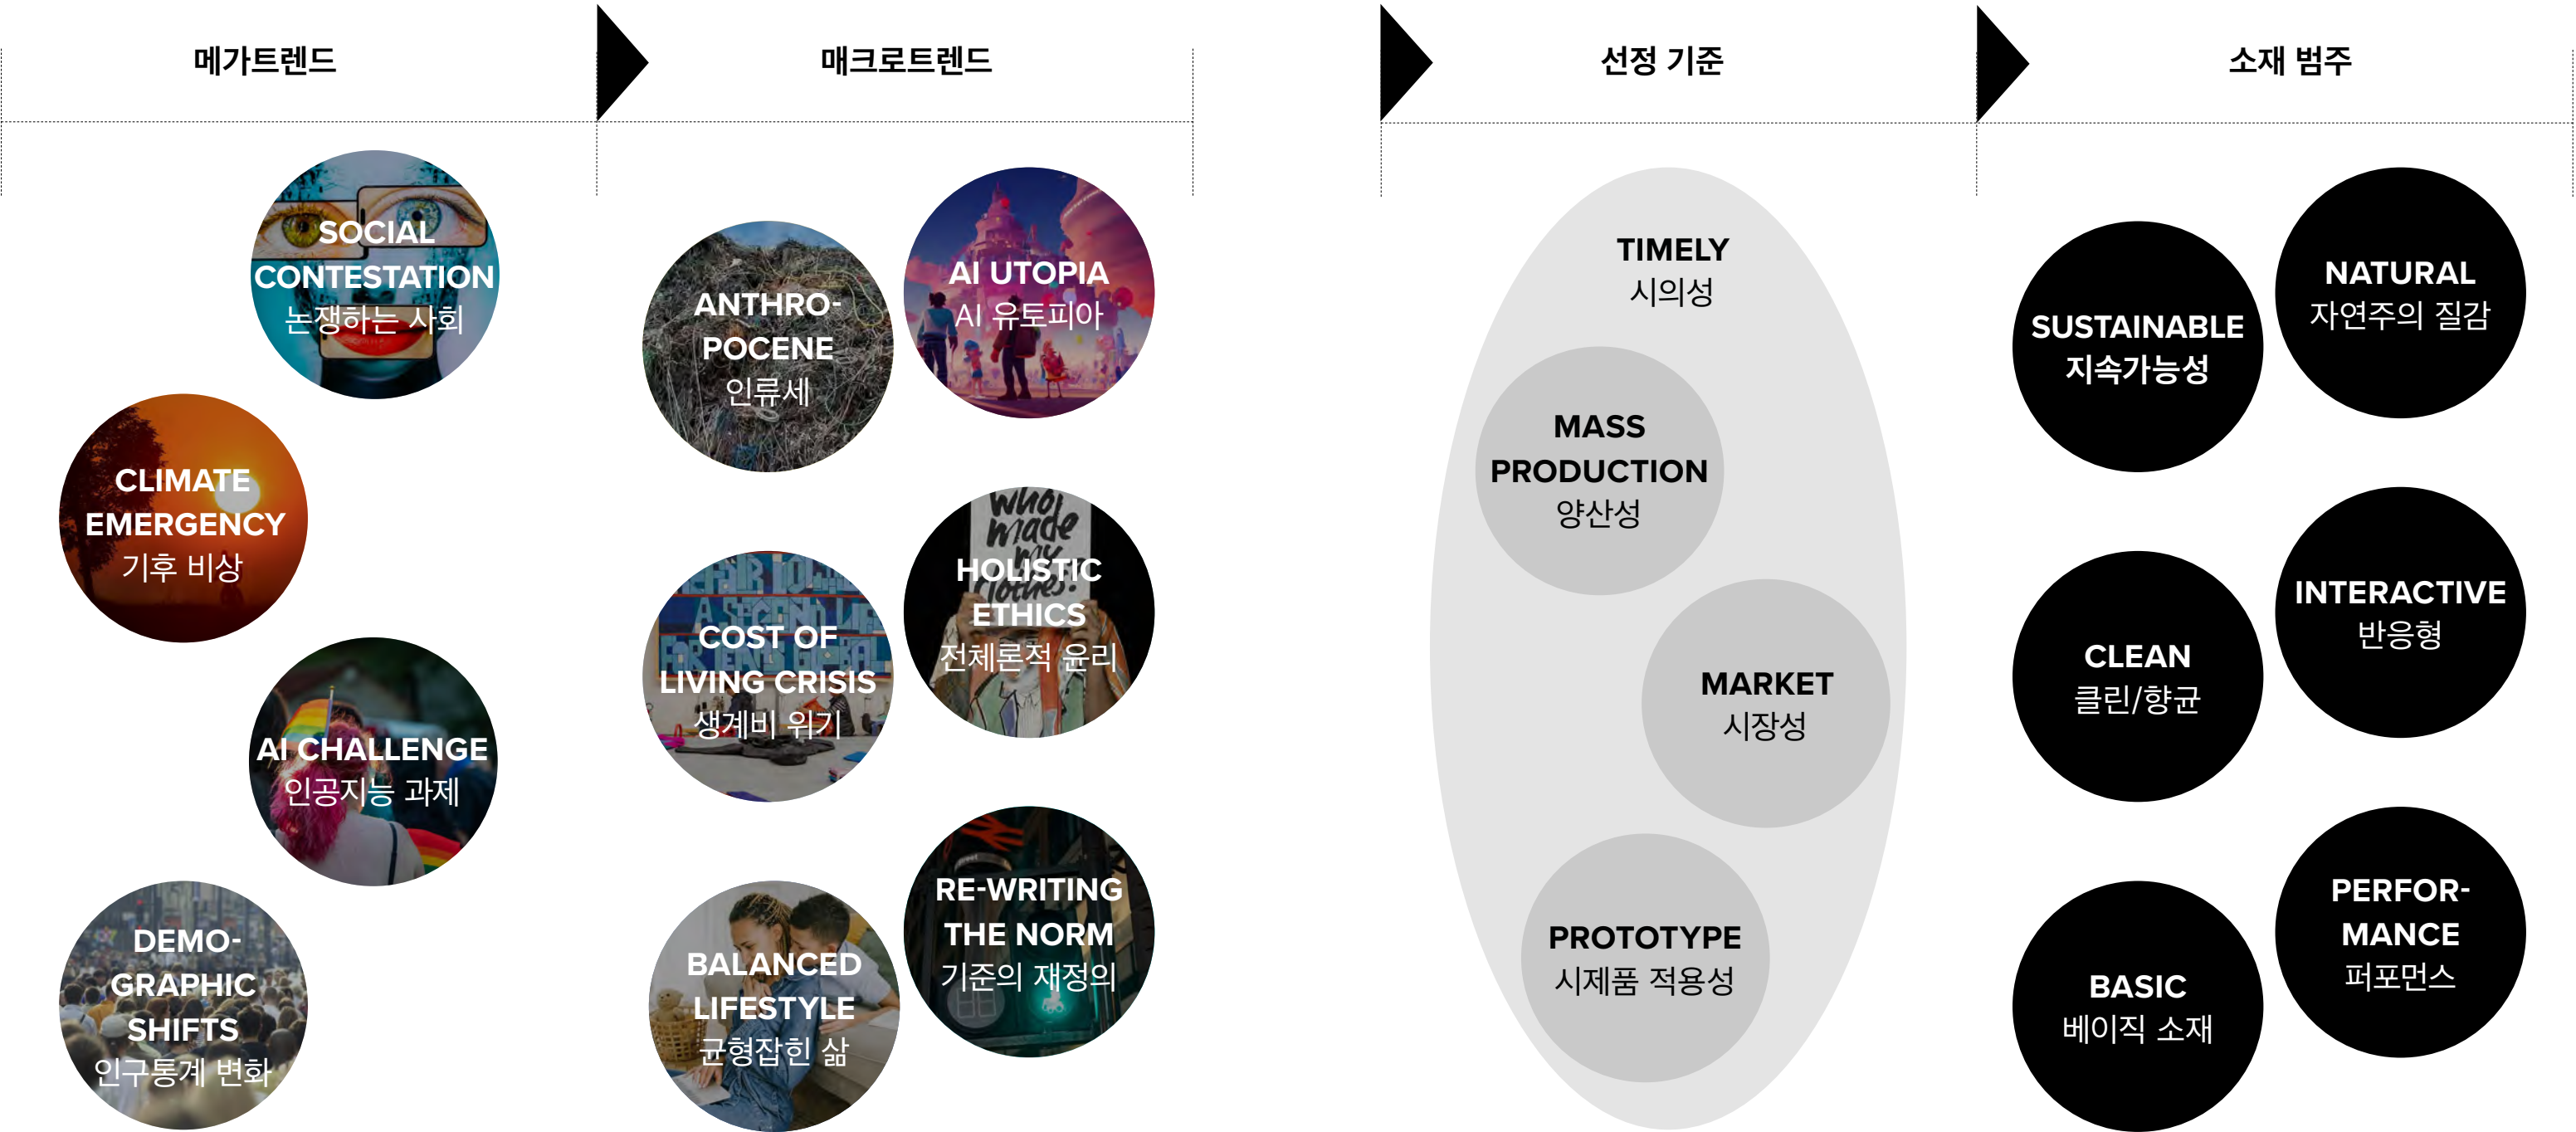 메가트렌드
매크로트렌드
선정 기준
소재 범주
SOCIAL
CONTESTATION
논쟁하는 사회
CLIMATE
EMERGENCY
기후 비상
AI CHALLENGE
인공지능 과제
DEMO-
GRAPHIC
SHIFTS
인구통계 변화
ANTHRO-
POCENE
인류세
AI UTOPIA
AI 유토피아
COST OF
LIVING CRISIS
생계비 위기
who
made
my
clothes?
HOLISTIC
ETHICS
전체론적 윤리
BALANCED
LIFESTYLE
균형잡힌 삶
RE-WRITING
THE NORM
기준의 재정의
TIMELY
시의성
MASS
PRODUCTION
양산성
MARKET
시장성
PROTOTYPE
시제품 적용성
SUSTAINABLE
지속가능성
NATURAL
자연주의 질감
CLEAN
클린/향균
INTERACTIVE
반응형
BASIC
베이직 소재
PERFOR-
MANCE
퍼포먼스